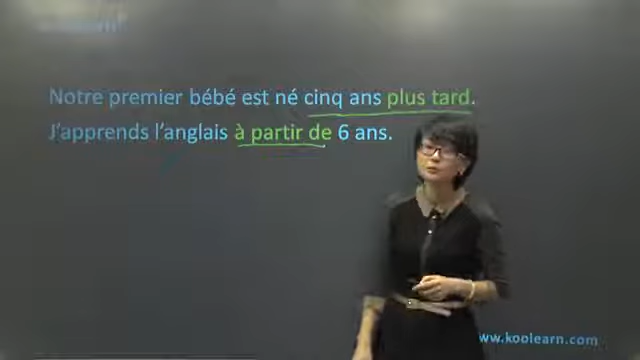 Notre premier bébé est né cinq ans plus tard.
J'apprends l'anglais à partir de 6 ans.
www.koolearn.com